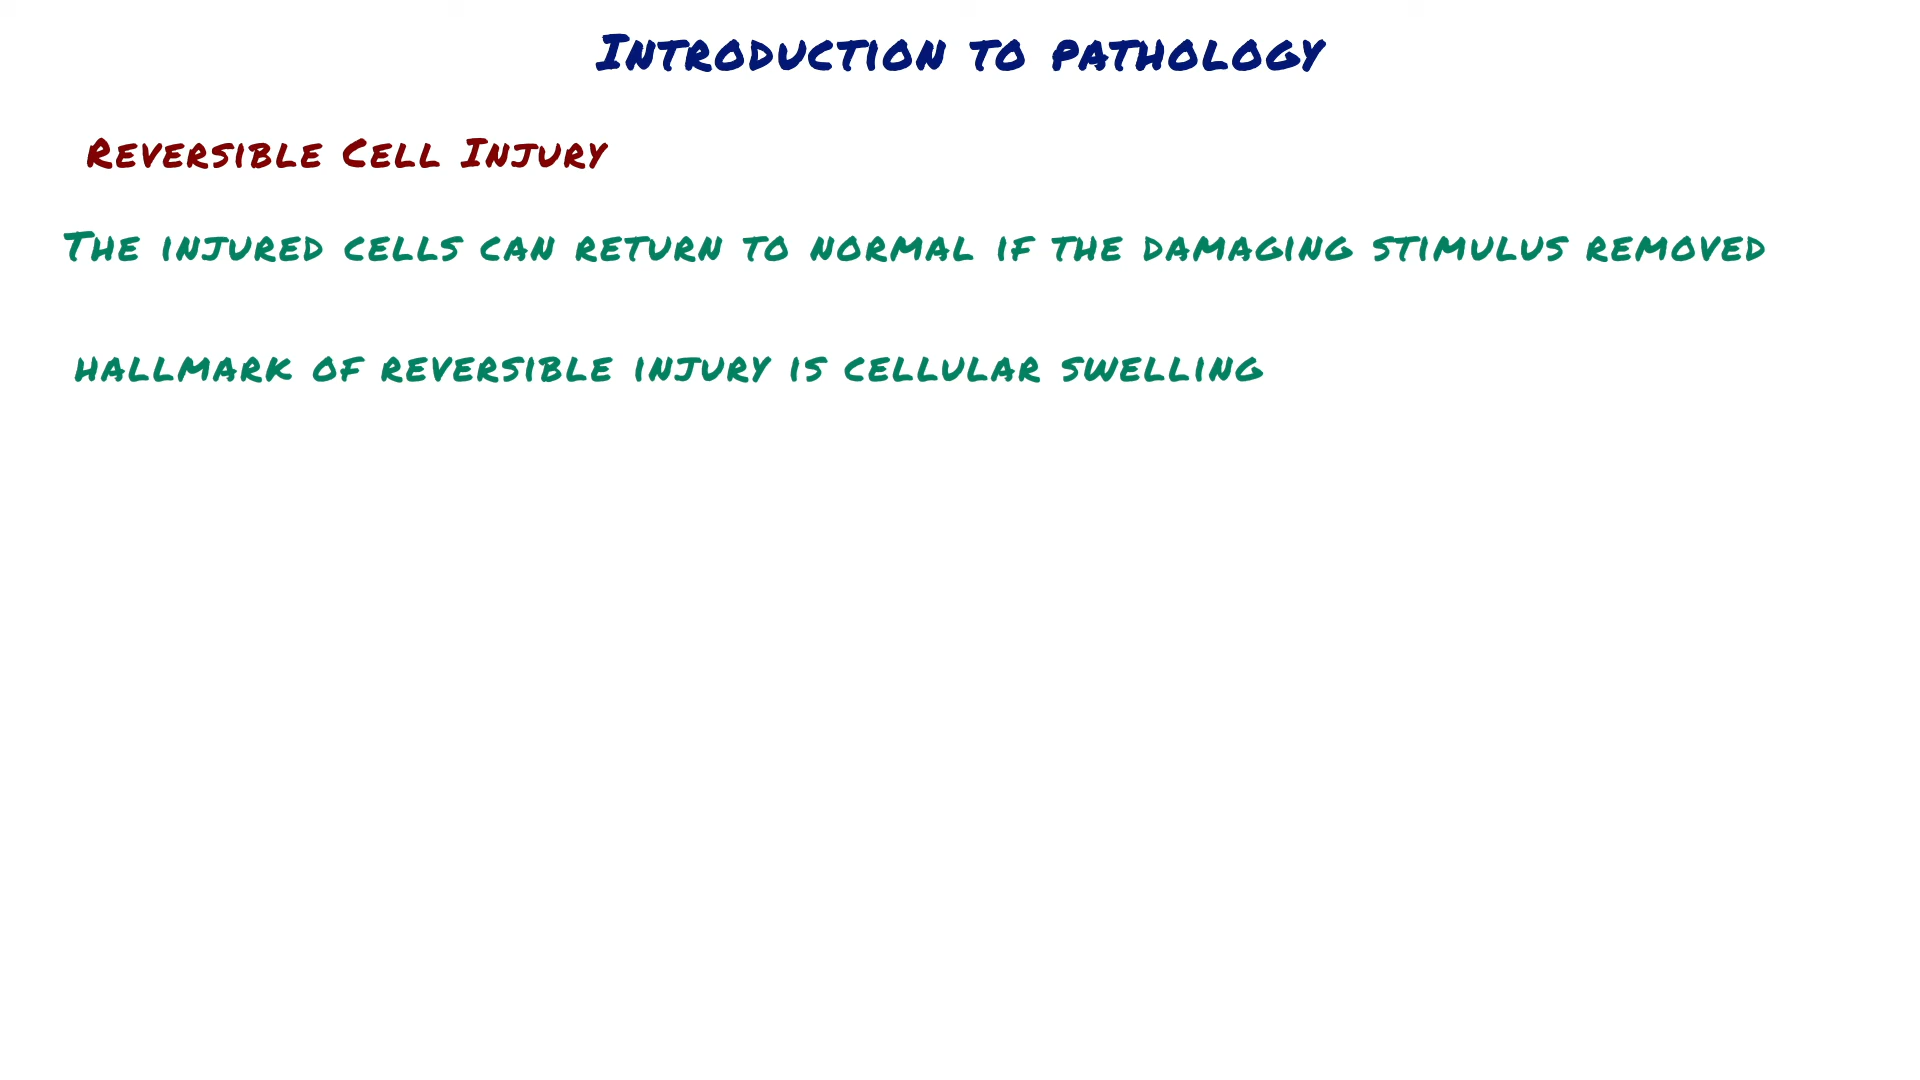 Introduction to pathology
Reversible Cell Injury
The injured cells can return to normal if the damaging stimulus removed
hallmark of reversible injury is cellular swelling